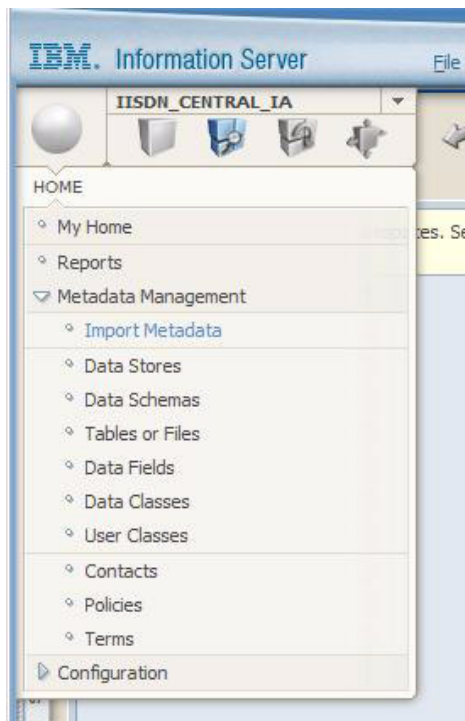 IBM. Information Server
File
IISDN_CENTRAL_IA
HOME
My Home
Reports
Metadata Management
Import Metadata
Data Stores
Data Schemas
Tables or Files
Data Fields
Data Classes
User Classes
Contacts
Policies
Terms
Configuration